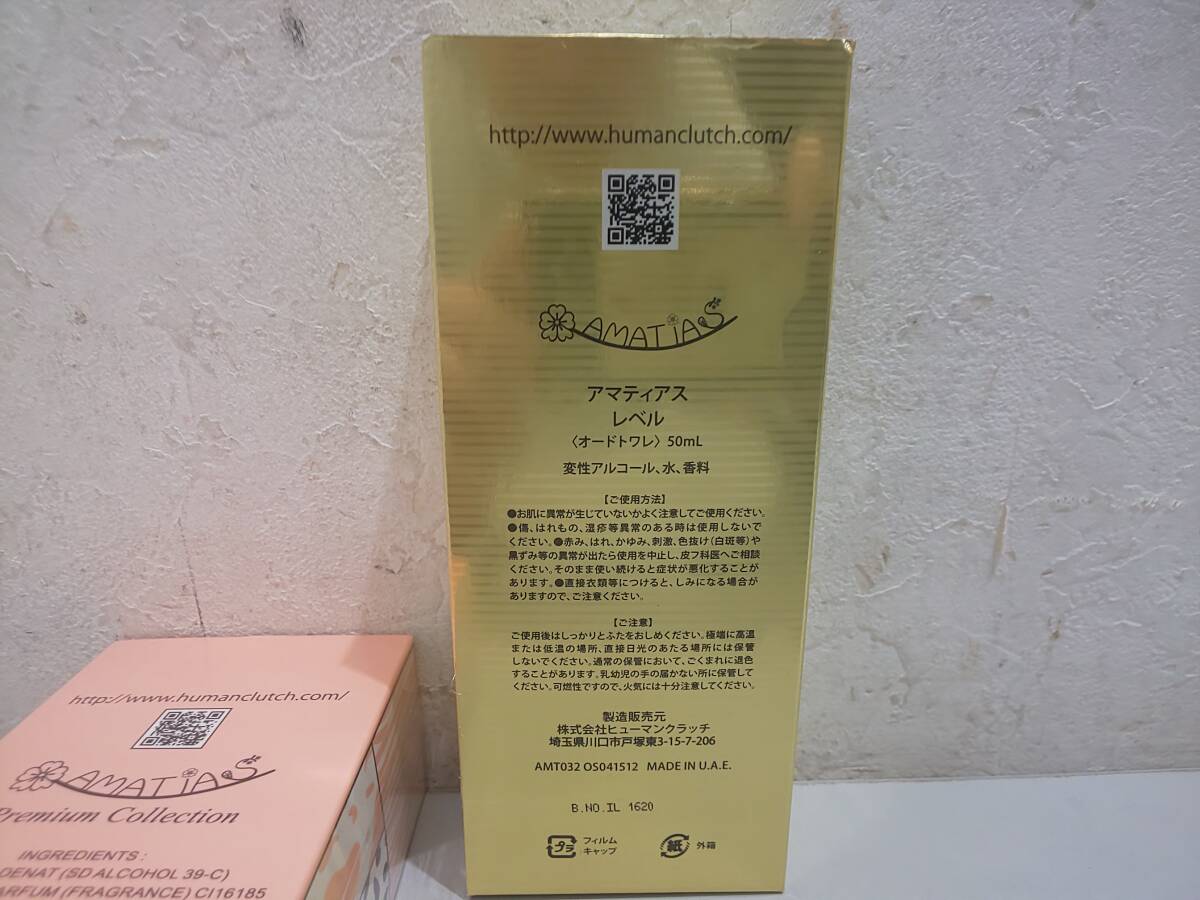 http://www.humanclutch.com/
AMATIAS
アマティアス
レベル
〈オードトワレ〉 50mL
変性アルコール、水、香料
【ご使用方法】
●お肌に異常が生じていないかよく注意してご使用ください。
●傷、はれもの、湿疹等異常のある時は使用しないで
ください。●赤み、はれ、かゆみ、刺激、色抜け(白斑等)や
黒ずみ等の異常が出たら使用を中止し、皮フ科医へご相談
ください。そのまま使い続けると症状が悪化することが
あります。●直接衣類等につけると、しみになる場合が
ありますので、ご注意ください。
【ご注意】
ご使用後はしっかりとふたをおしめください。極端に高温
または低温の場所、直接日光のあたる場所には保管
しないでください。通常の保管において、ごくまれに退色
することがあります。乳幼児の手の届かない所に保管して
ください。可燃性ですので、火気には十分注意してください。
製造販売元
株式会社ヒューマンクラッチ
埼玉県川口市戸塚東3-15-7-206
AMT032 OS041512 MADE IN U.A.E.
B.NO.IL 1620
プラ フィルム
キャップ
紙 外箱
http://www.humanclutch.com/
AMATIAS
Premium Collection
INGREDIENTS :
DENAT (SD ALCOHOL 39-C)
ARFUM (FRAGRANCE) CI16185